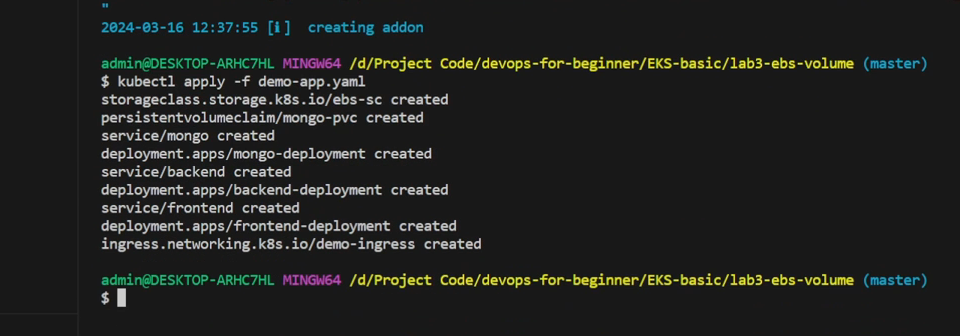 "
2024-03-16 12:37:55 [ℹ]  creating addon
admin@DESKTOP-ARHC7HL MINGW64 /d/Project Code/devops-for-beginner/EKS-basic/lab3-ebs-volume (master)
$ kubectl apply -f demo-app.yaml
storageclass.storage.k8s.io/ebs-sc created
persistentvolumeclaim/mongo-pvc created
service/mongo created
deployment.apps/mongo-deployment created
service/backend created
deployment.apps/backend-deployment created
service/frontend created
deployment.apps/frontend-deployment created
ingress.networking.k8s.io/demo-ingress created
admin@DESKTOP-ARHC7HL MINGW64 /d/Project Code/devops-for-beginner/EKS-basic/lab3-ebs-volume (master)
$